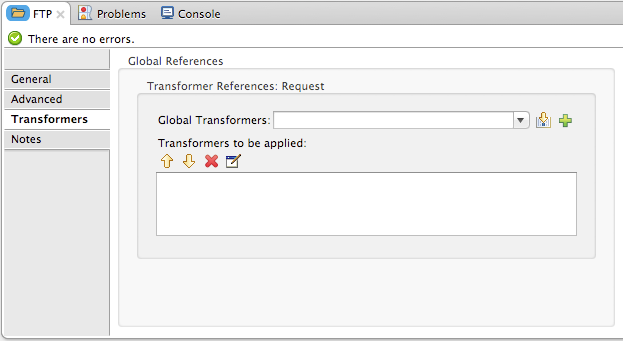 FTP Problems Console
There are no errors.
General
Advanced
Transformers
Notes
Global References
Transformer References: Request
Global Transformers:
Transformers to be applied: